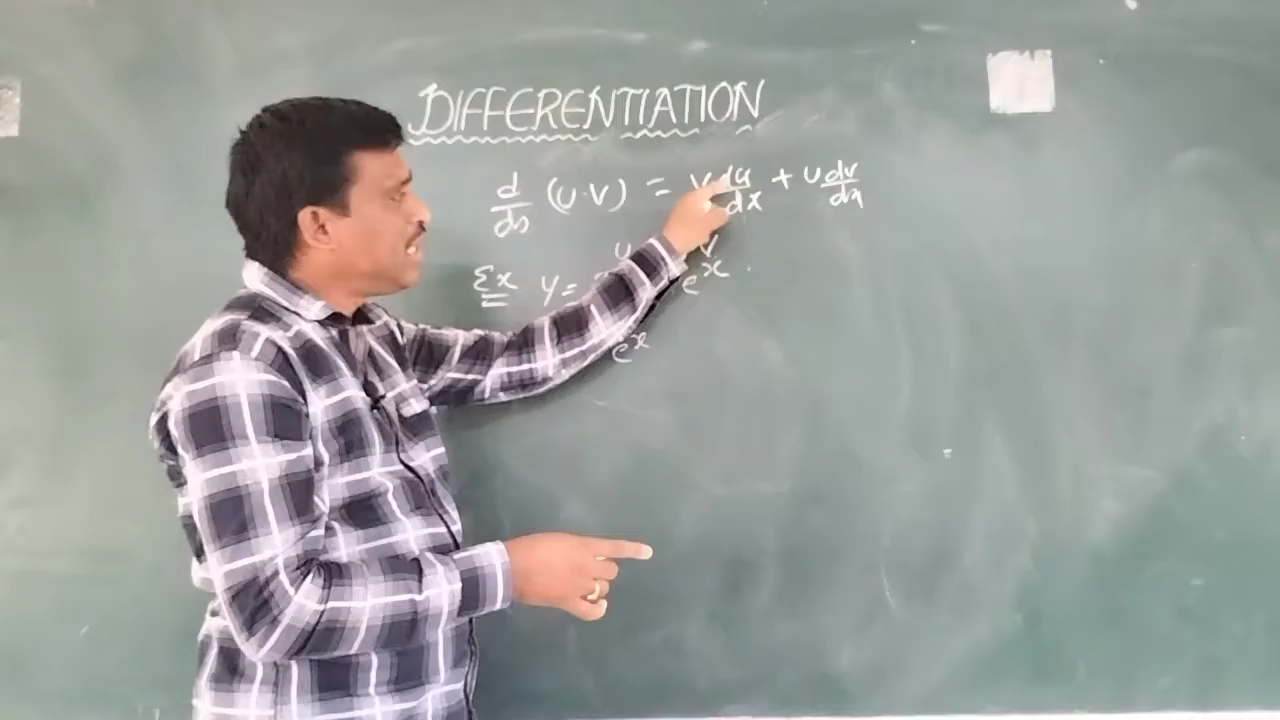 DIFFERENTIATION
d/dx (u·v) = v du/dx + u dv/dx
u v
Ex y = e^x .
e^x